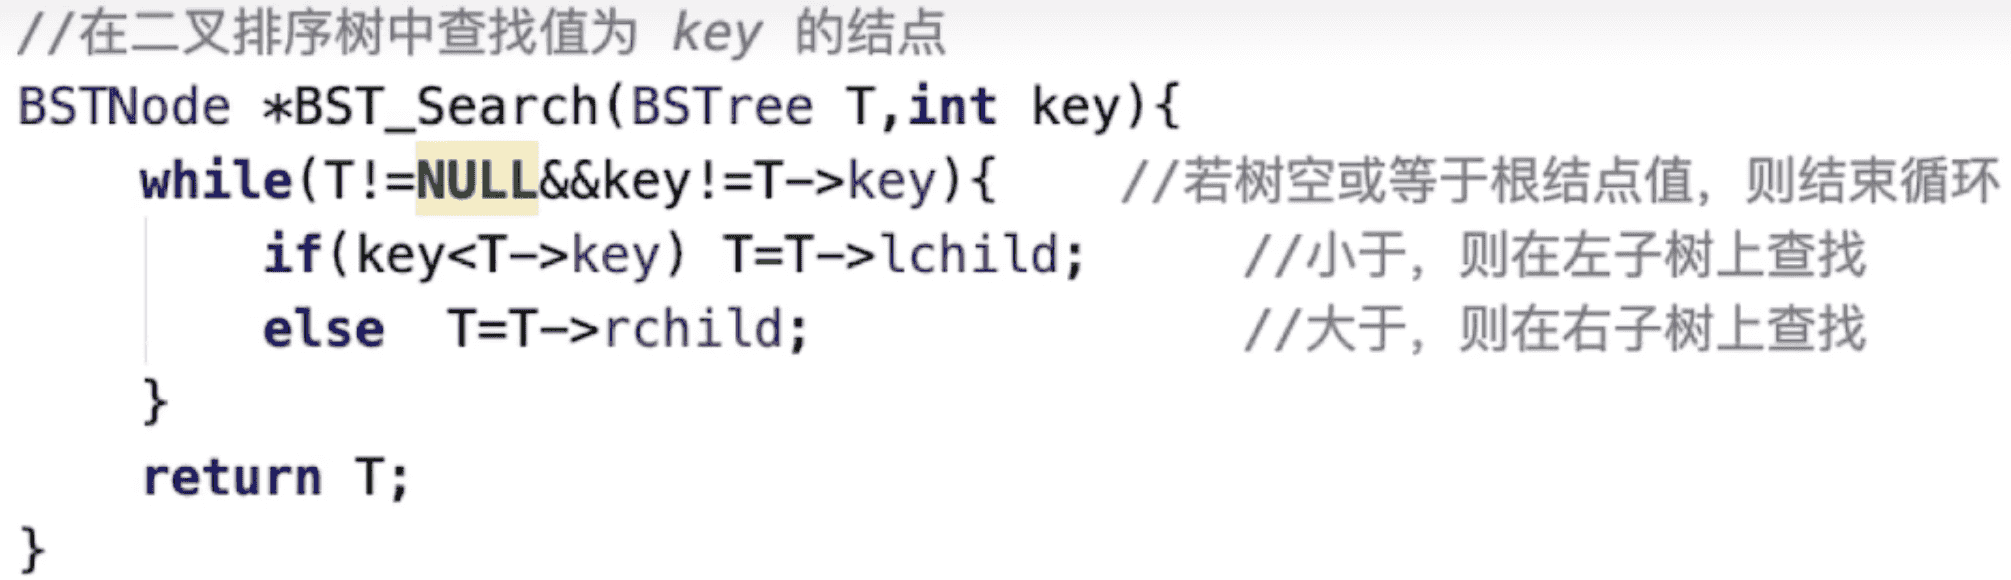 //在二叉排序树中查找值为 key 的结点
BSTNode *BST_Search(BSTree T,int key){
    while(T!=NULL&&key!=T->key){    //若树空或等于根结点值，则结束循环
        if(key<T->key) T=T->lchild;    //小于，则在左子树上查找
        else  T=T->rchild;    //大于，则在右子树上查找
    }
    return T;
}